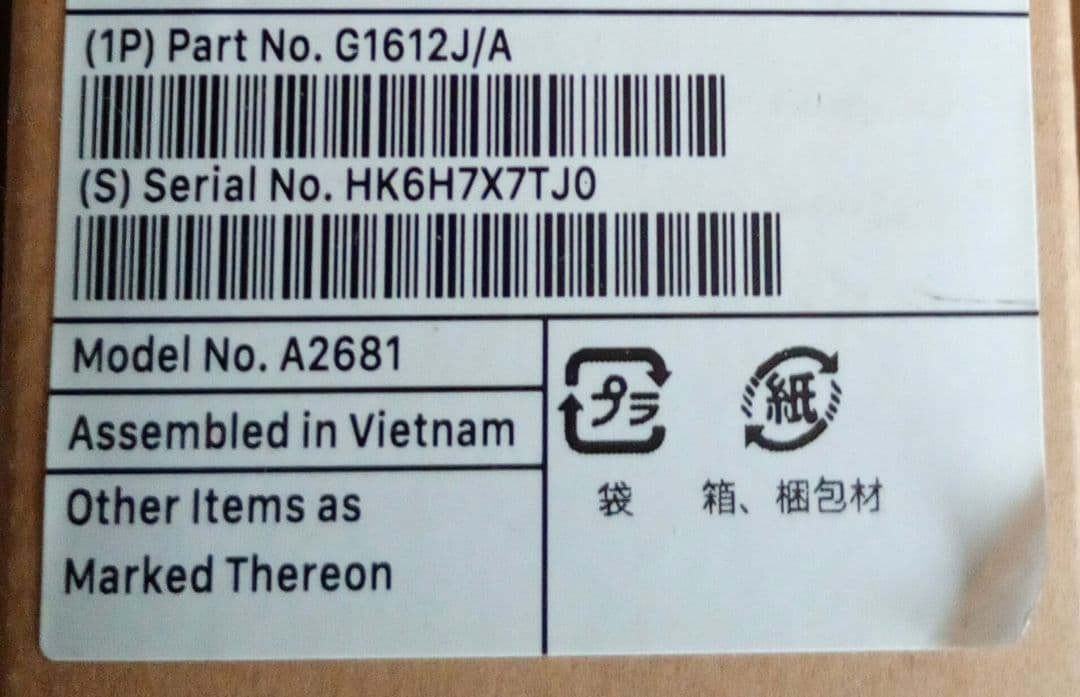 (1P) Part No. G1612J/A
(S) Serial No. HK6H7X7TJ0
Model No. A2681
Assembled in Vietnam
Other Items as
Marked Thereon
プラ
紙
袋
箱、梱包材